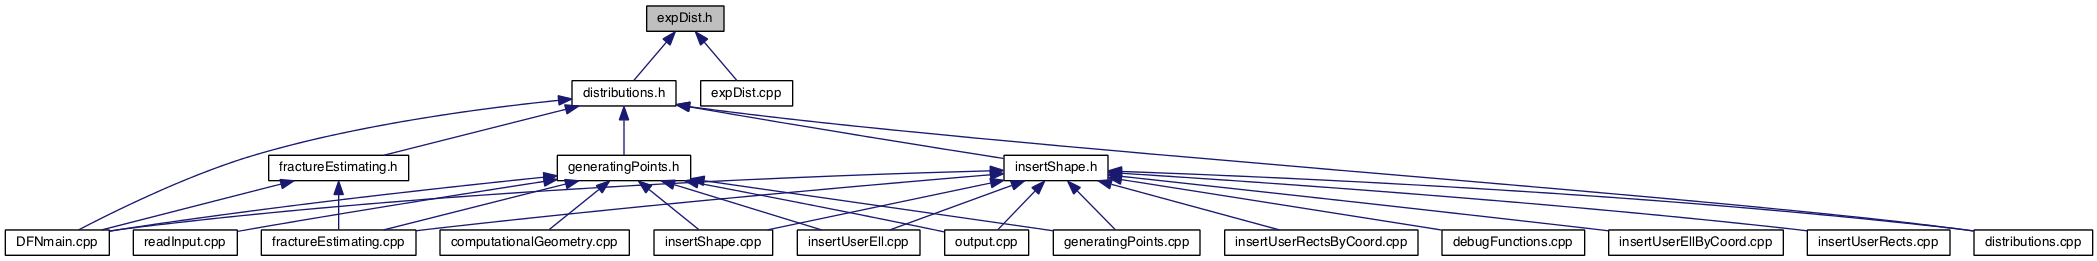 expDist.h
distributions.h
expDist.cpp
fractureEstimating.h
generatingPoints.h
insertShape.h
DFNmain.cpp
readInput.cpp
fractureEstimating.cpp
computationalGeometry.cpp
insertShape.cpp
insertUserEll.cpp
output.cpp
generatingPoints.cpp
insertUserRectsByCoord.cpp
debugFunctions.cpp
insertUserEllByCoord.cpp
insertUserRects.cpp
distributions.cpp